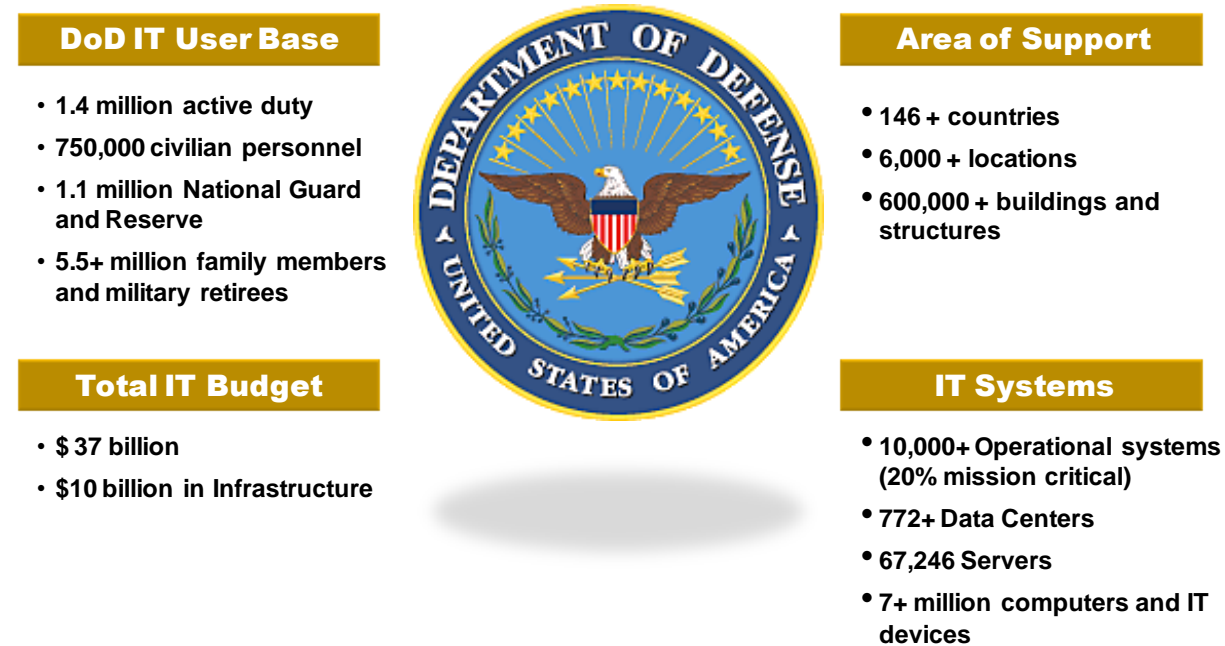 DoD IT User Base
• 1.4 million active duty
• 750,000 civilian personnel
• 1.1 million National Guard
and Reserve
• 5.5+ million family members
and military retirees
Total IT Budget
• $ 37 billion
• $10 billion in Infrastructure
DEPARTMENT OF DEFENSE
UNITED STATES OF AMERICA
Area of Support
• 146 + countries
• 6,000 + locations
• 600,000 + buildings and
structures
IT Systems
• 10,000+ Operational systems
(20% mission critical)
• 772+ Data Centers
• 67,246 Servers
• 7+ million computers and IT
devices